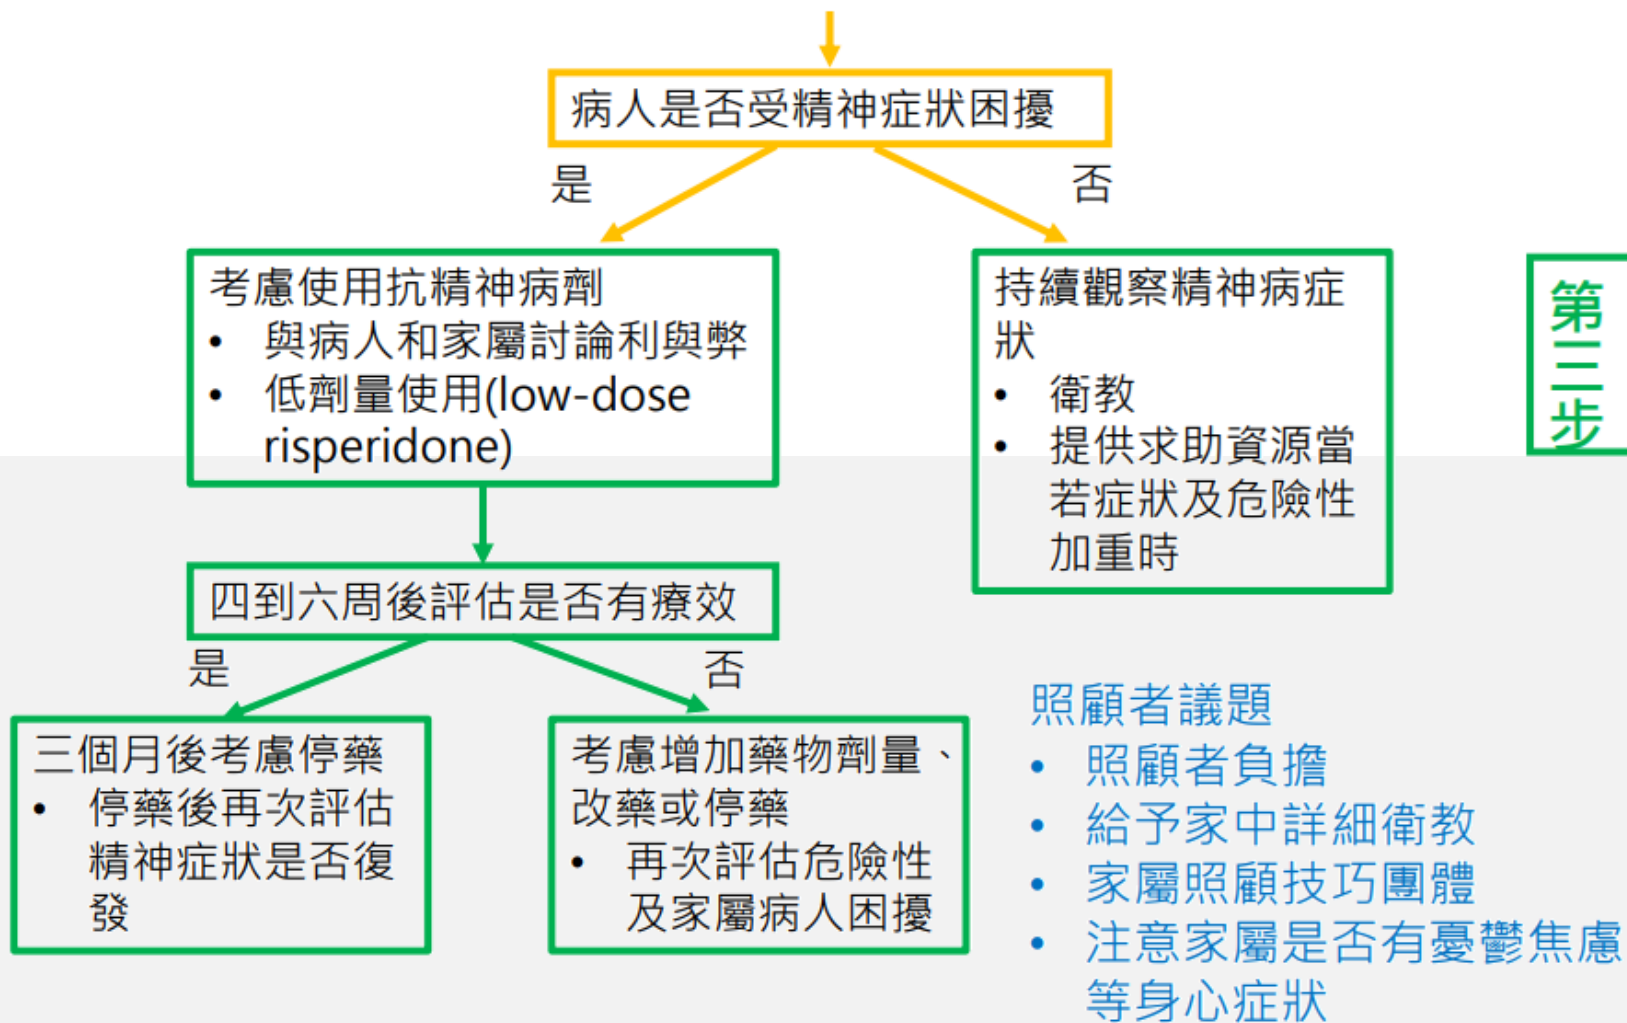 病人是否受精神症狀困擾
是
否
考慮使用抗精神病劑
• 與病人和家屬討論利與弊
• 低劑量使用(low-dose
risperidone)
持續觀察精神病症
狀
• 衛教
• 提供求助資源當
若症狀及危險性
加重時
第三步
四到六周後評估是否有療效
是
否
三個月後考慮停藥
• 停藥後再次評估
精神症狀是否復
發
考慮增加藥物劑量、
改藥或停藥
• 再次評估危險性
及家屬病人困擾
照顧者議題
• 照顧者負擔
• 給予家中詳細衛教
• 家屬照顧技巧團體
• 注意家屬是否有憂鬱焦慮
等身心症狀